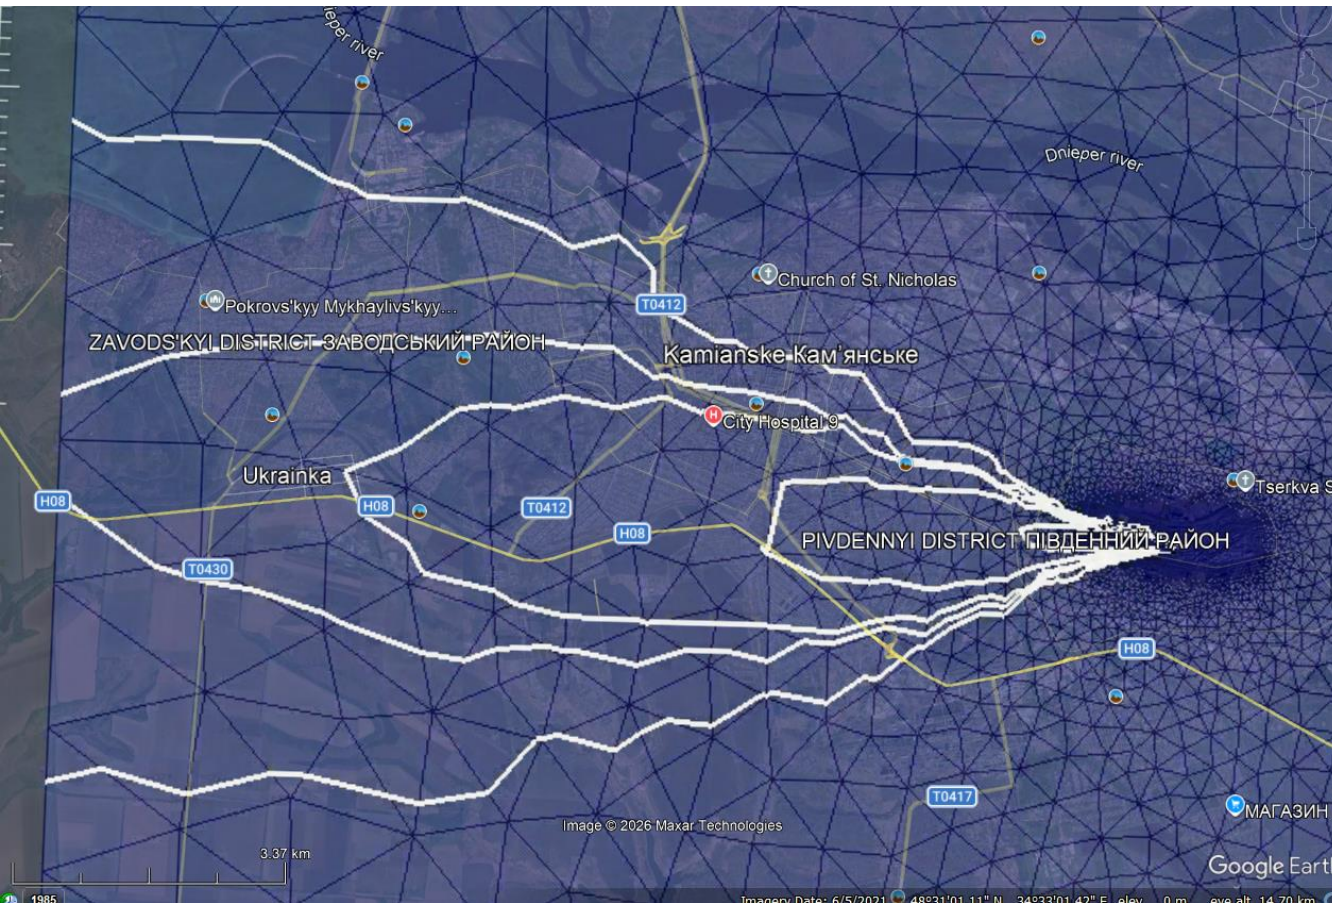 Dnieper river
Dnieper river
Church of St. Nicholas
Pokrovs'kyy Mykhaylivs'kyy...
T0412
ZAVODS'KYI DISTRICT ЗАВОДСЬКИЙ РАЙОН
Kamianske Кам'янське
City Hospital 9
Ukrainka
Tserkva S
H08
H08
T0412
H08
PIVDENNYI DISTRICT ПІВДЕННИЙ РАЙОН
T0430
H08
T0417
МАГАЗИН
Image © 2026 Maxar Technologies
3.37 km
Google Earth
1985
Imagery Date: 6/5/2021 48°31'01.11" N 34°33'01.42" E elev 0 m eye alt 14.70 km